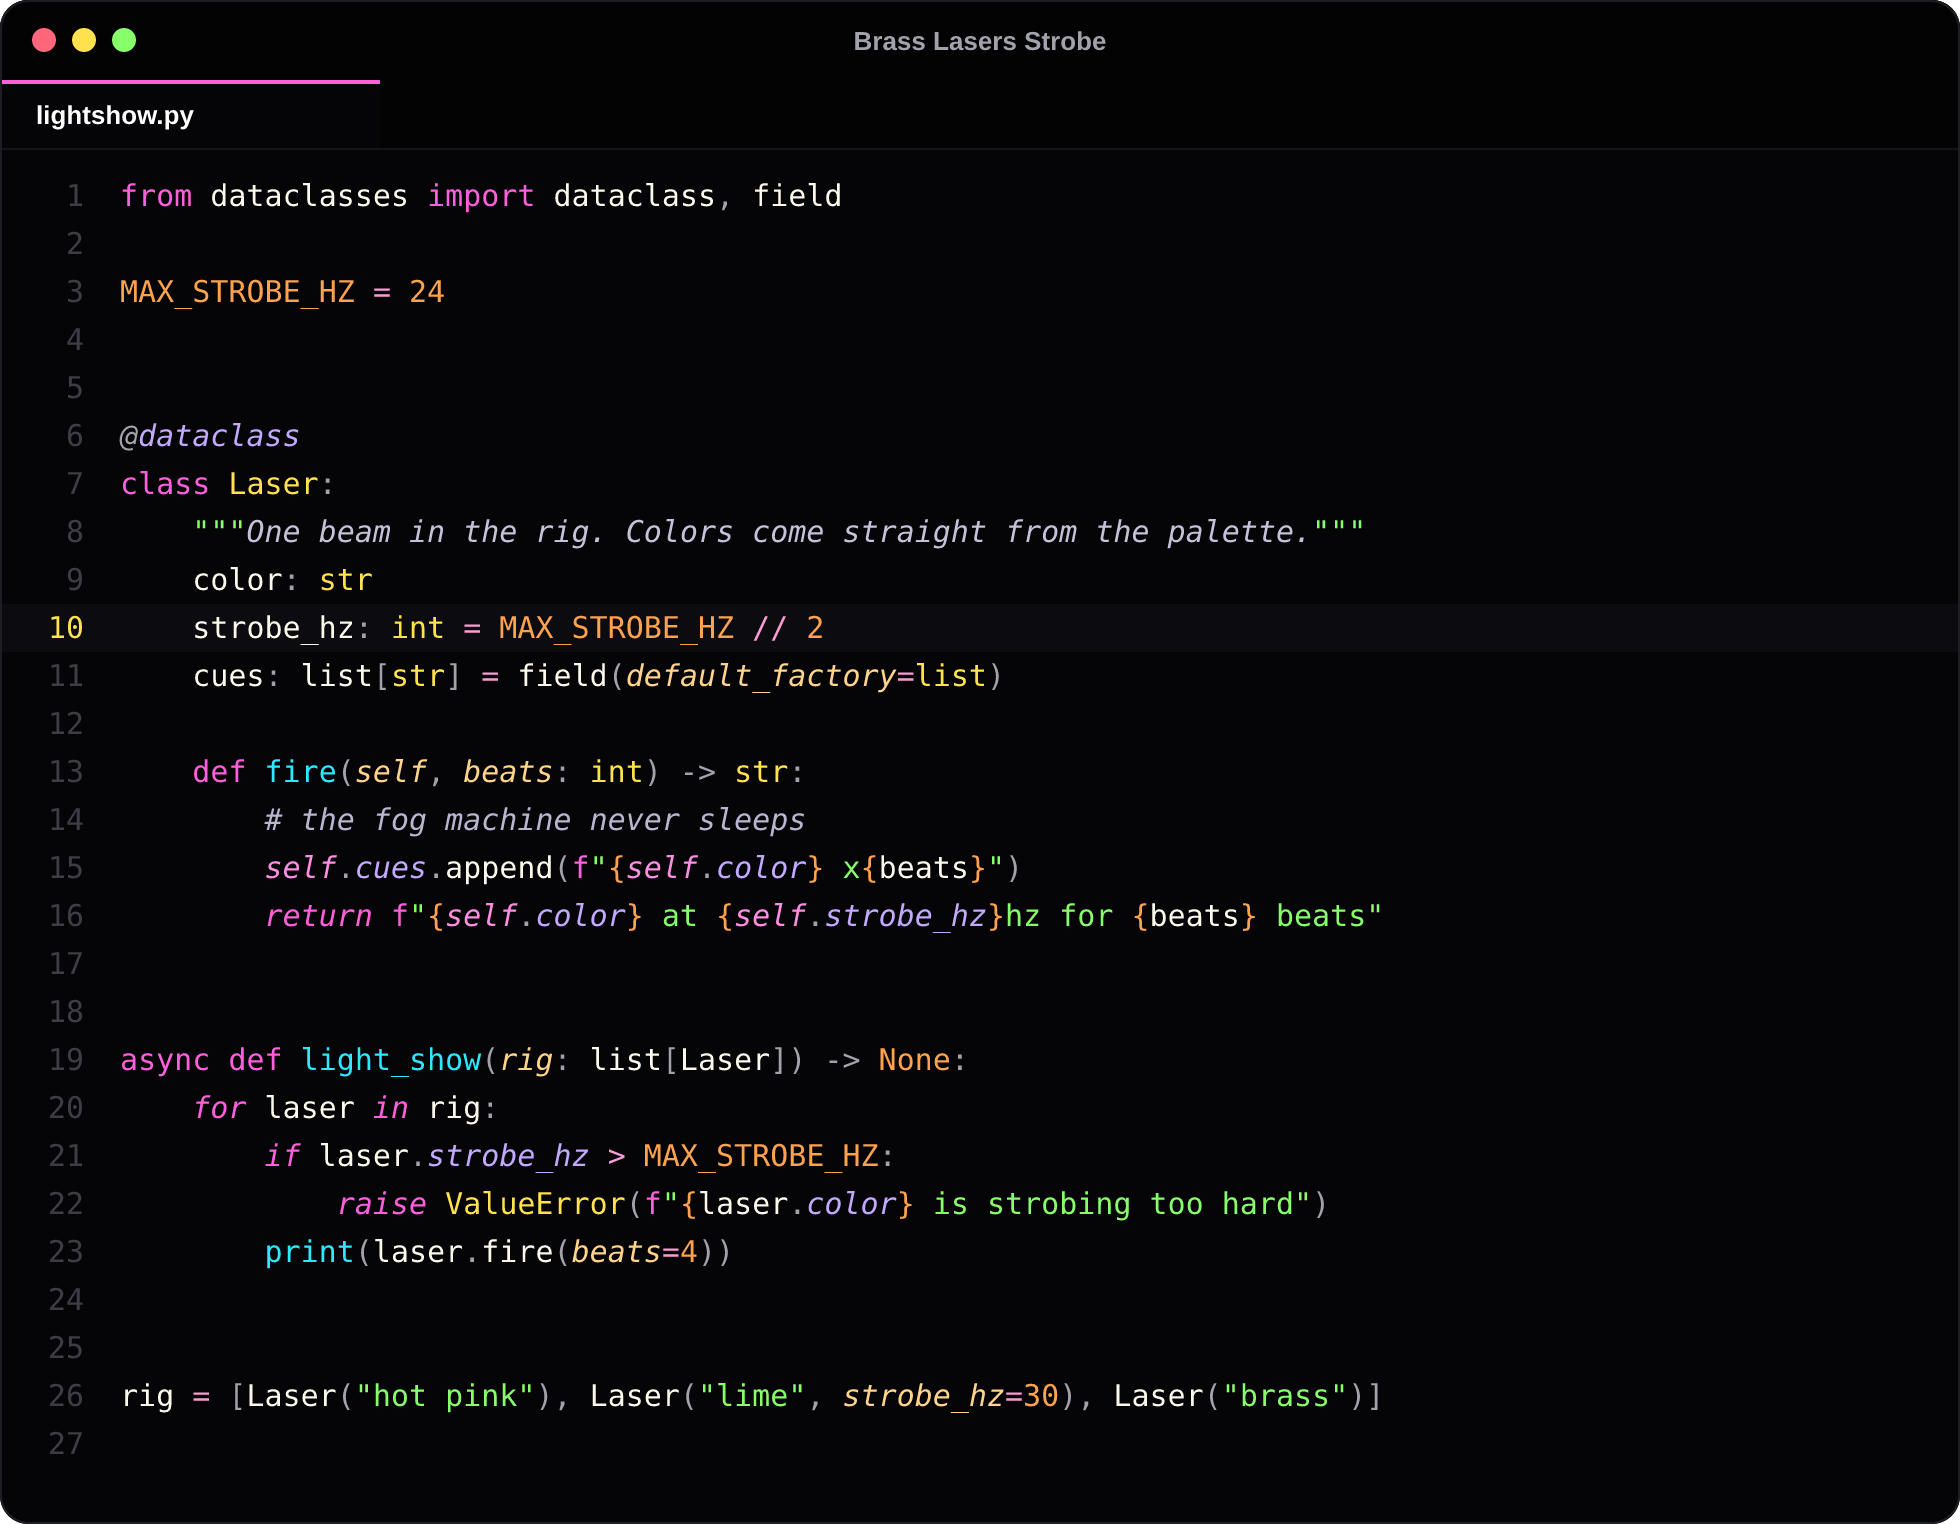 Brass Lasers Strobe
lightshow.py
1 from dataclasses import dataclass, field
2
3 MAX_STROBE_HZ = 24
4
5
6 @dataclass
7 class Laser:
8     """One beam in the rig. Colors come straight from the palette."""
9     color: str
10     strobe_hz: int = MAX_STROBE_HZ // 2
11     cues: list[str] = field(default_factory=list)
12
13     def fire(self, beats: int) -> str:
14         # the fog machine never sleeps
15         self.cues.append(f"{self.color} x{beats}")
16         return f"{self.color} at {self.strobe_hz}hz for {beats} beats"
17
18
19 async def light_show(rig: list[Laser]) -> None:
20     for laser in rig:
21         if laser.strobe_hz > MAX_STROBE_HZ:
22             raise ValueError(f"{laser.color} is strobing too hard")
23         print(laser.fire(beats=4))
24
25
26 rig = [Laser("hot pink"), Laser("lime", strobe_hz=30), Laser("brass")]
27